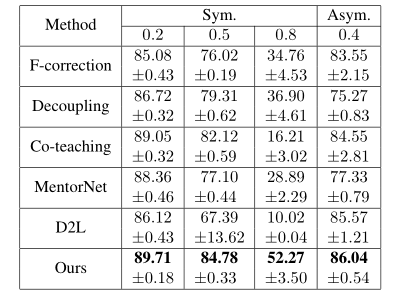 Method Sym. Asym.
0.2 0.5 0.8 0.4
F-correction 85.08 76.02 34.76 83.55
±0.43 ±0.19 ±4.53 ±2.15
Decoupling 86.72 79.31 36.90 75.27
±0.32 ±0.62 ±4.61 ±0.83
Co-teaching 89.05 82.12 16.21 84.55
±0.32 ±0.59 ±3.02 ±2.81
MentorNet 88.36 77.10 28.89 77.33
±0.46 ±0.44 ±2.29 ±0.79
D2L 86.12 67.39 10.02 85.57
±0.43 ±13.62 ±0.04 ±1.21
Ours 89.71 84.78 52.27 86.04
±0.18 ±0.33 ±3.50 ±0.54